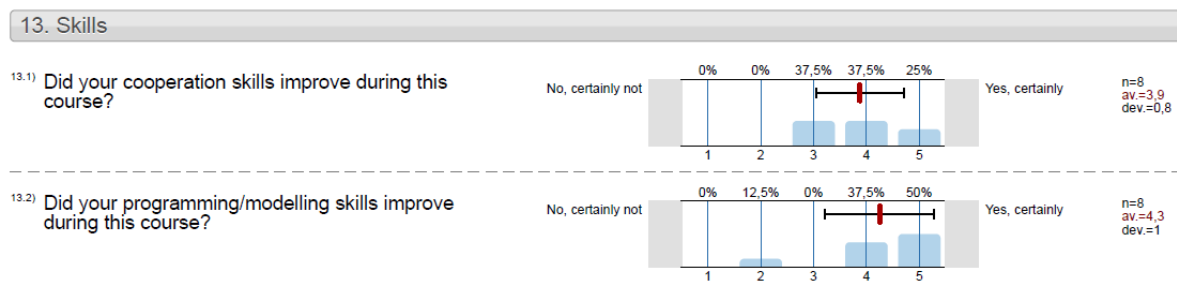 13. Skills
13.1) Did your cooperation skills improve during this
course?
No, certainly not
0% 0% 37,5% 37,5% 25%
1 2 3 4 5
Yes, certainly
n=8
av.=3,9
dev.=0,8
13.2) Did your programming/modelling skills improve
during this course?
No, certainly not
0% 12,5% 0% 37,5% 50%
1 2 3 4 5
Yes, certainly
n=8
av.=4,3
dev.=1